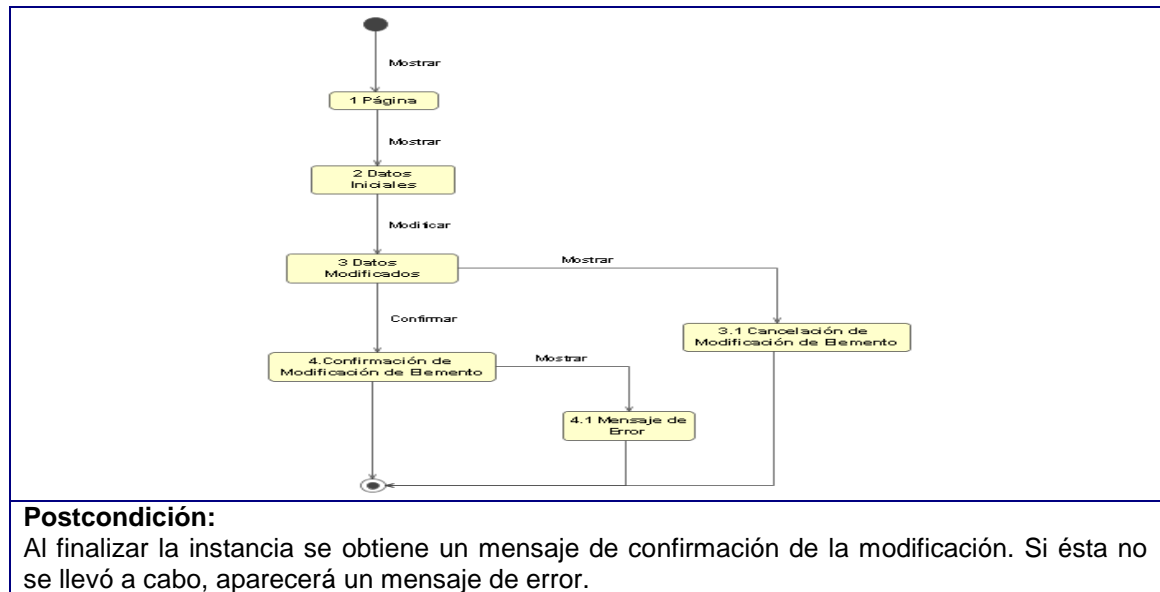 Mostrar
1 Página
Mostrar
2 Datos
Iniciales
Modificar
3 Datos
Modificados
Mostrar
Confirmar
3.1 Cancelación de
Modificación de Elemento
4.Confirmación de
Modificación de Elemento
Mostrar
4.1 Mensaje de
Error
Postcondición:
Al finalizar la instancia se obtiene un mensaje de confirmación de la modificación. Si ésta no
se llevó a cabo, aparecerá un mensaje de error.